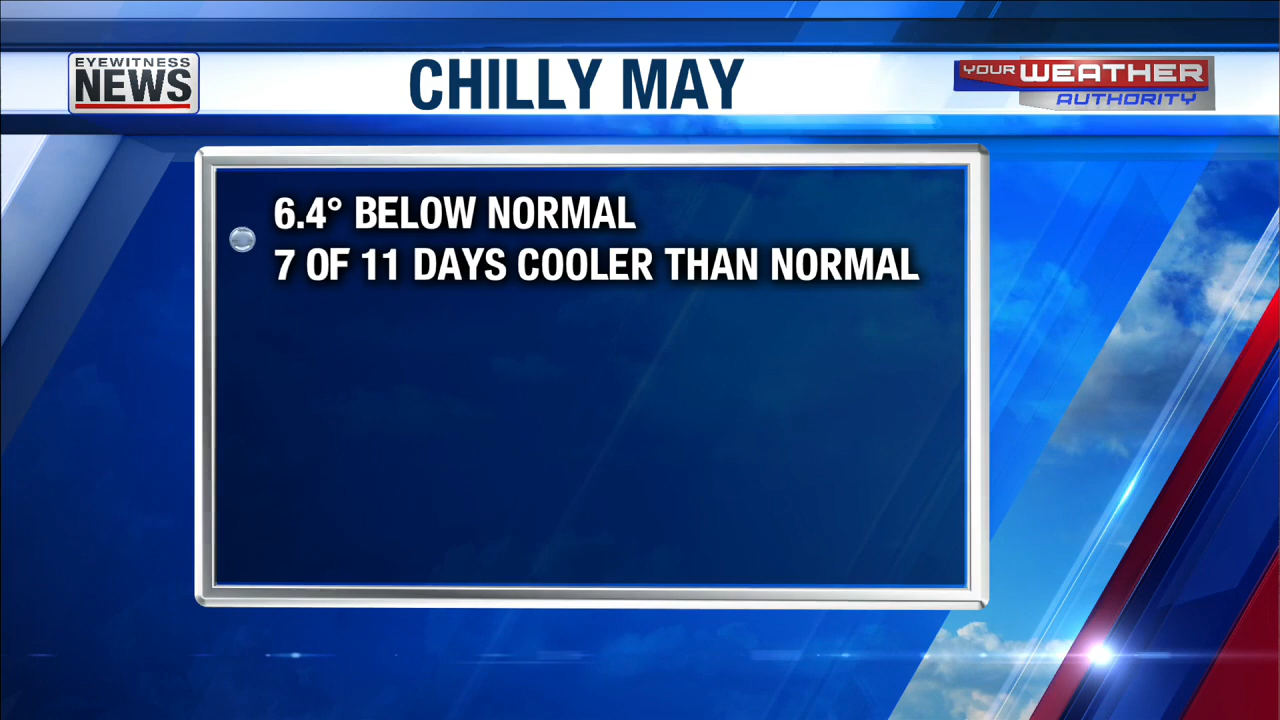 EYEWITNESS
NEWS
CHILLY MAY
YOUR WEATHER
AUTHORITY
6.4° BELOW NORMAL
7 OF 11 DAYS COOLER THAN NORMAL